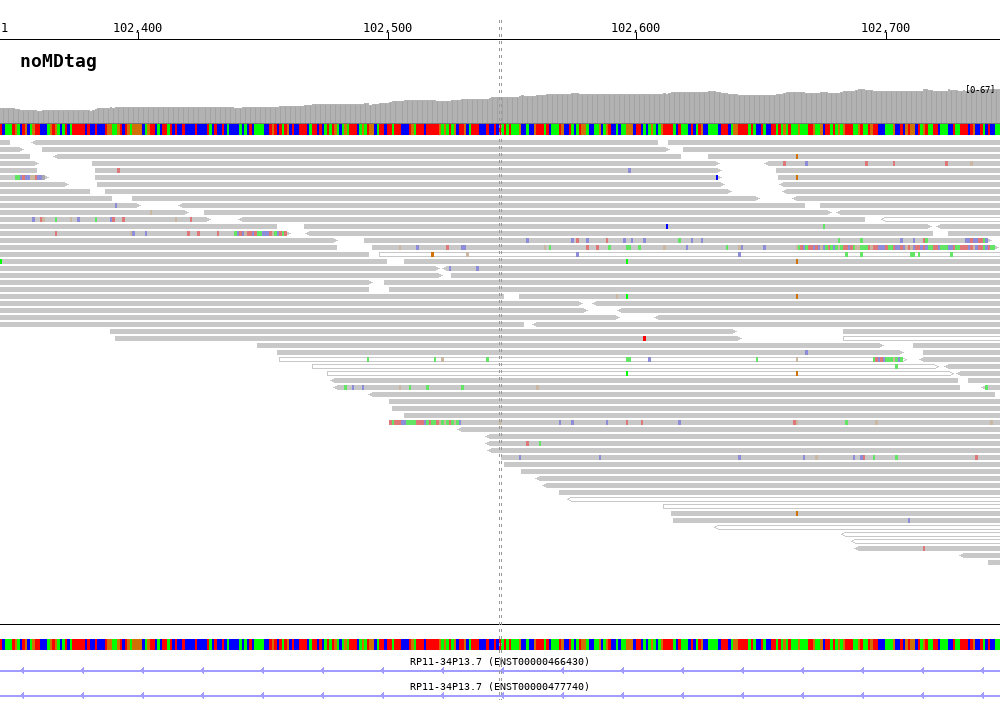 1 102,400 102,500 102,600 102,700
noMDtag
[0-67]
RP11-34P13.7 (ENST00000466430)
RP11-34P13.7 (ENST00000477740)